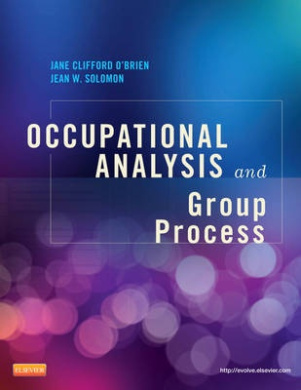 JANE CLIFFORD O'BRIEN
JEAN W. SOLOMON
OCCUPATIONAL
ANALYSIS and
Group
Process
ELSEVIER
http://evolve.elsevier.com